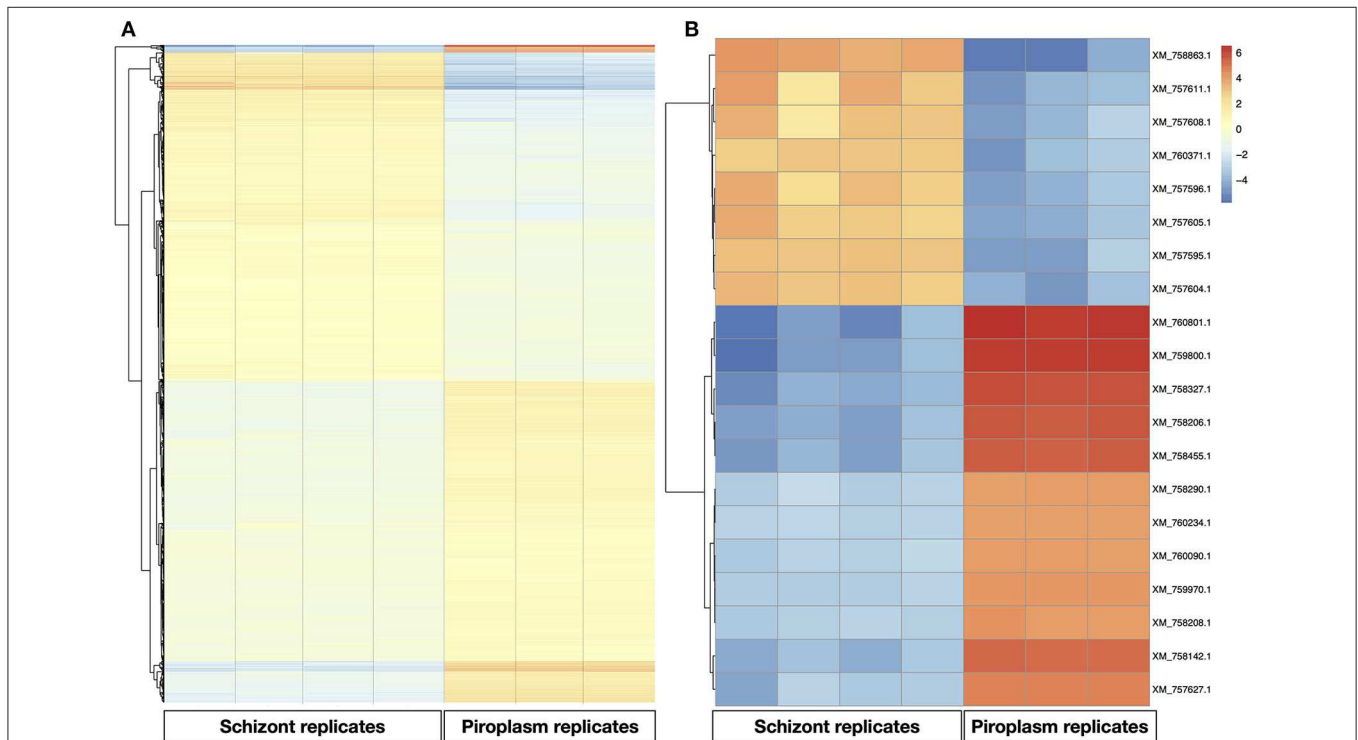 A
B
XM_758863.1
XM_757611.1
XM_757608.1
XM_760371.1
XM_757596.1
XM_757605.1
XM_757595.1
XM_757604.1
XM_760801.1
XM_759800.1
XM_758327.1
XM_758206.1
XM_758455.1
XM_758290.1
XM_760234.1
XM_760090.1
XM_759970.1
XM_758208.1
XM_758142.1
XM_757627.1
6
4
2
0
−2
−4
Schizont replicates
Piroplasm replicates
Schizont replicates
Piroplasm replicates